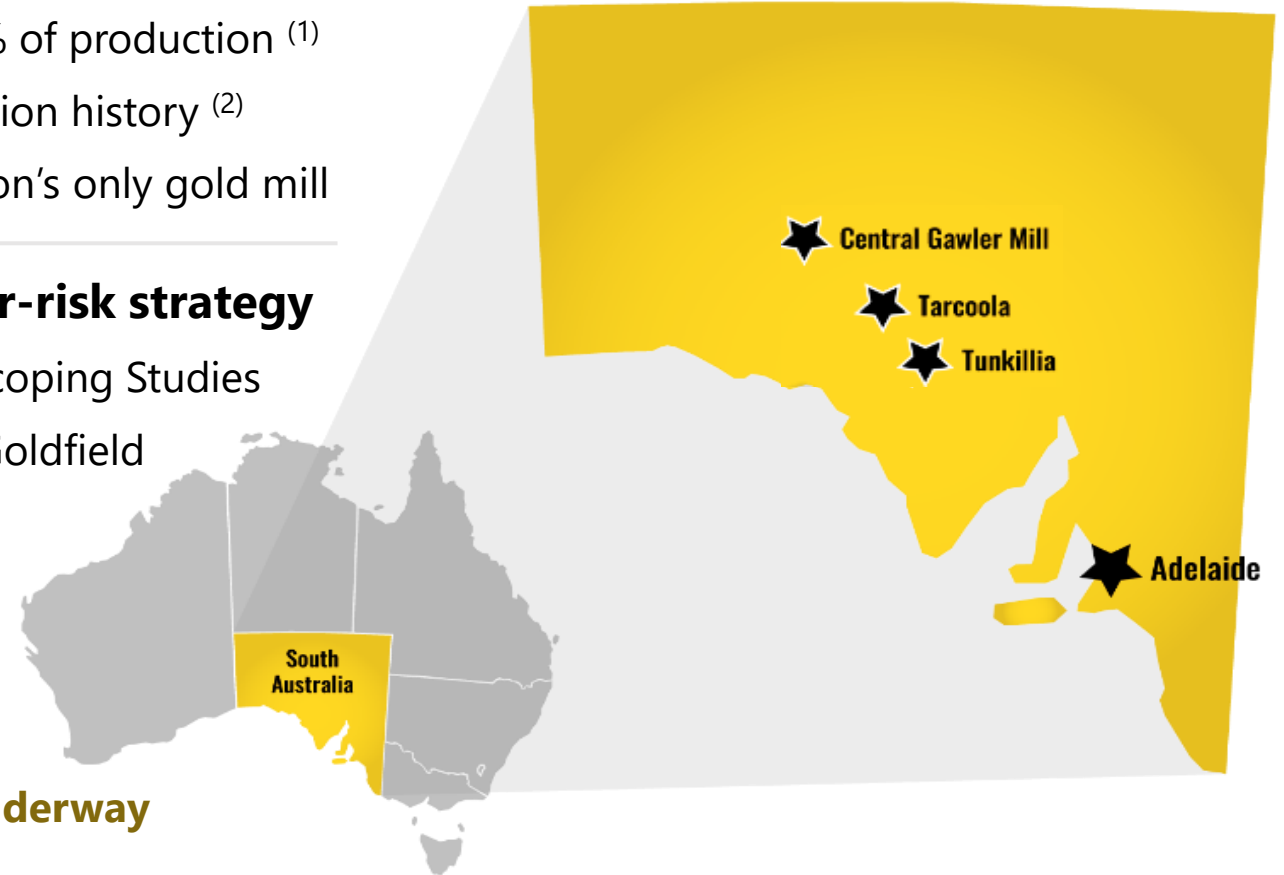 % of production (1)
ion history (2)
on's only gold mill
r-risk strategy
coping Studies
Goldfield
derway
Central Gawler Mill
Tarcoola
Tunkillia
Adelaide
South
Australia